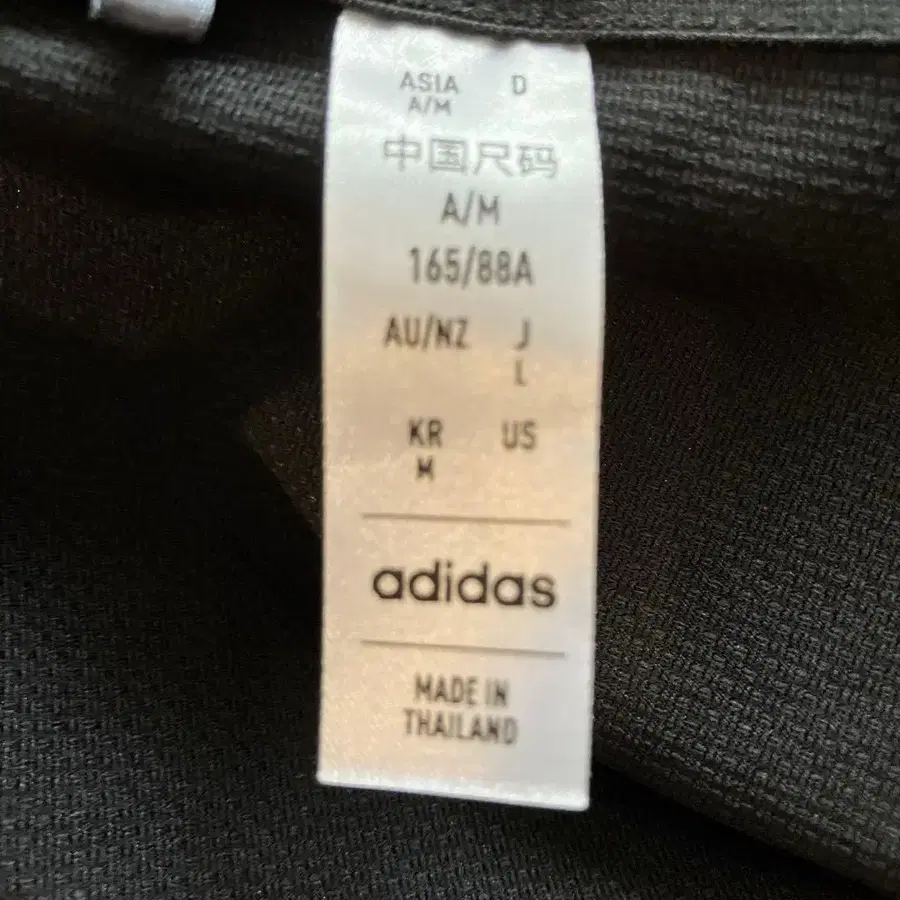 ASIA D
A/M
中国尺码
A/M
165/88A
AU/NZ J
L
KR US
M
adidas
MADE IN
THAILAND